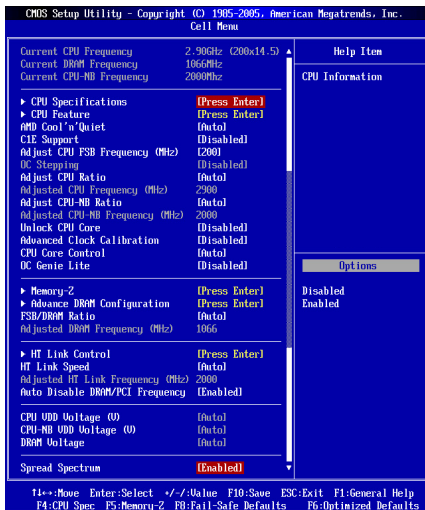 CMOS Setup Utility - Copyright (C) 1985-2005, American Megatrends, Inc.
Cell Menu
Current CPU Frequency 2.90GHz (200x14.5)
Current DRAM Frequency 1066MHz
Current CPU-NB Frequency 2000Mhz
CPU Specifications [Press Enter]
CPU Feature [Press Enter]
AMD Cool'n'Quiet [Auto]
C1E Support [Disabled]
Adjust CPU FSB Frequency (MHz) [200]
OC Stepping [Disabled]
Adjust CPU Ratio [Auto]
Adjusted CPU Frequency (MHz) 2900
Adjust CPU-NB Ratio [Auto]
Adjusted CPU-NB Frequency (MHz) 2000
Unlock CPU Core [Disabled]
Advanced Clock Calibration [Disabled]
CPU Core Control [Auto]
OC Genie Lite [Disabled]
Memory-Z [Press Enter]
Advance DRAM Configuration [Press Enter]
FSB/DRAM Ratio [Auto]
Adjusted DRAM Frequency (MHz) 1066
HT Link Control [Press Enter]
HT Link Speed [Auto]
Adjusted HT Link Frequency (MHz) 2000
Auto Disable DRAM/PCI Frequency [Enabled]
CPU VDD Voltage (V) [Auto]
CPU-NB VDD Voltage (V) [Auto]
DRAM Voltage [Auto]
Spread Spectrum [Enabled]
Help Item
CPU Information
Options
Disabled
Enabled
↑↓←→:Move Enter:Select +/-/:Value F10:Save ESC:Exit F1:General Help
F4:CPU Spec F5:Memory-Z F8:Fail-Safe Defaults F6:Optimized Defaults